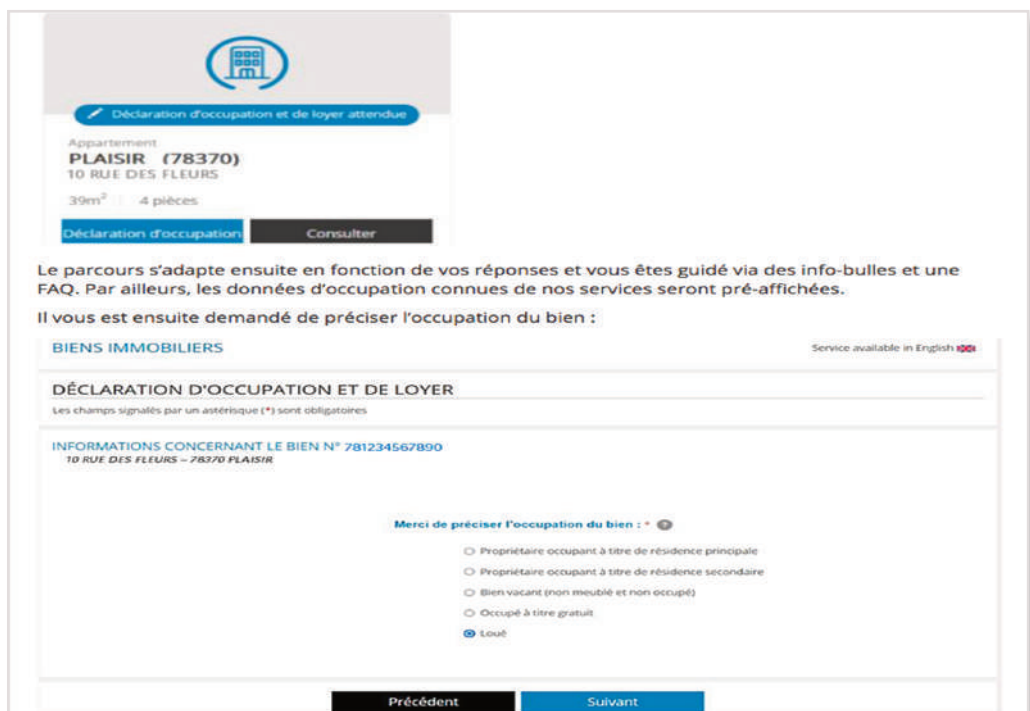 Déclaration d'occupation et de loyer attendue
Appartement
PLAISIR (78370)
10 RUE DES FLEURS
39m² 4 pièces
Déclaration d'occupation Consulter
Le parcours s'adapte ensuite en fonction de vos réponses et vous êtes guidé via des info-bulles et une
FAQ. Par ailleurs, les données d'occupation connues de nos services seront pré-affichées.
Il vous est ensuite demandé de préciser l'occupation du bien :
BIENS IMMOBILIERS Service available in English
DÉCLARATION D'OCCUPATION ET DE LOYER
Les champs signalés par un astérisque (*) sont obligatoires
INFORMATIONS CONCERNANT LE BIEN N° 781234567890
10 RUE DES FLEURS – 78370 PLAISIR
Merci de préciser l'occupation du bien : * ?
Propriétaire occupant à titre de résidence principale
Propriétaire occupant à titre de résidence secondaire
Bien vacant (non meublé et non occupé)
Occupé à titre gratuit
Loué
Précédent Suivant